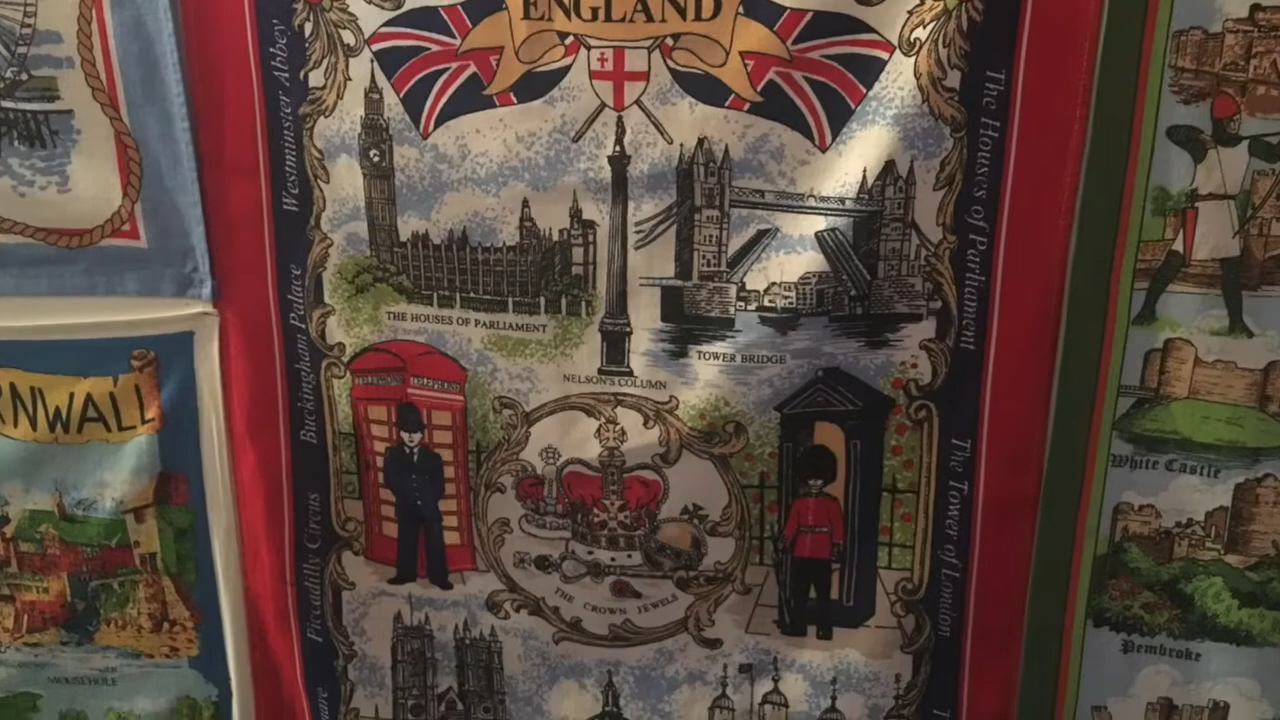 ENGLAND
Westminster Abbey
Buckingham Palace
Piccadilly Circus
The Houses of Parliament
The Tower of London
THE HOUSES OF PARLIAMENT
NELSON'S COLUMN
TOWER BRIDGE
TELEPHONE TELEPHONE
THE CROWN JEWELS
RNWALL
MOUSEHOLE
White Castle
Pembroke